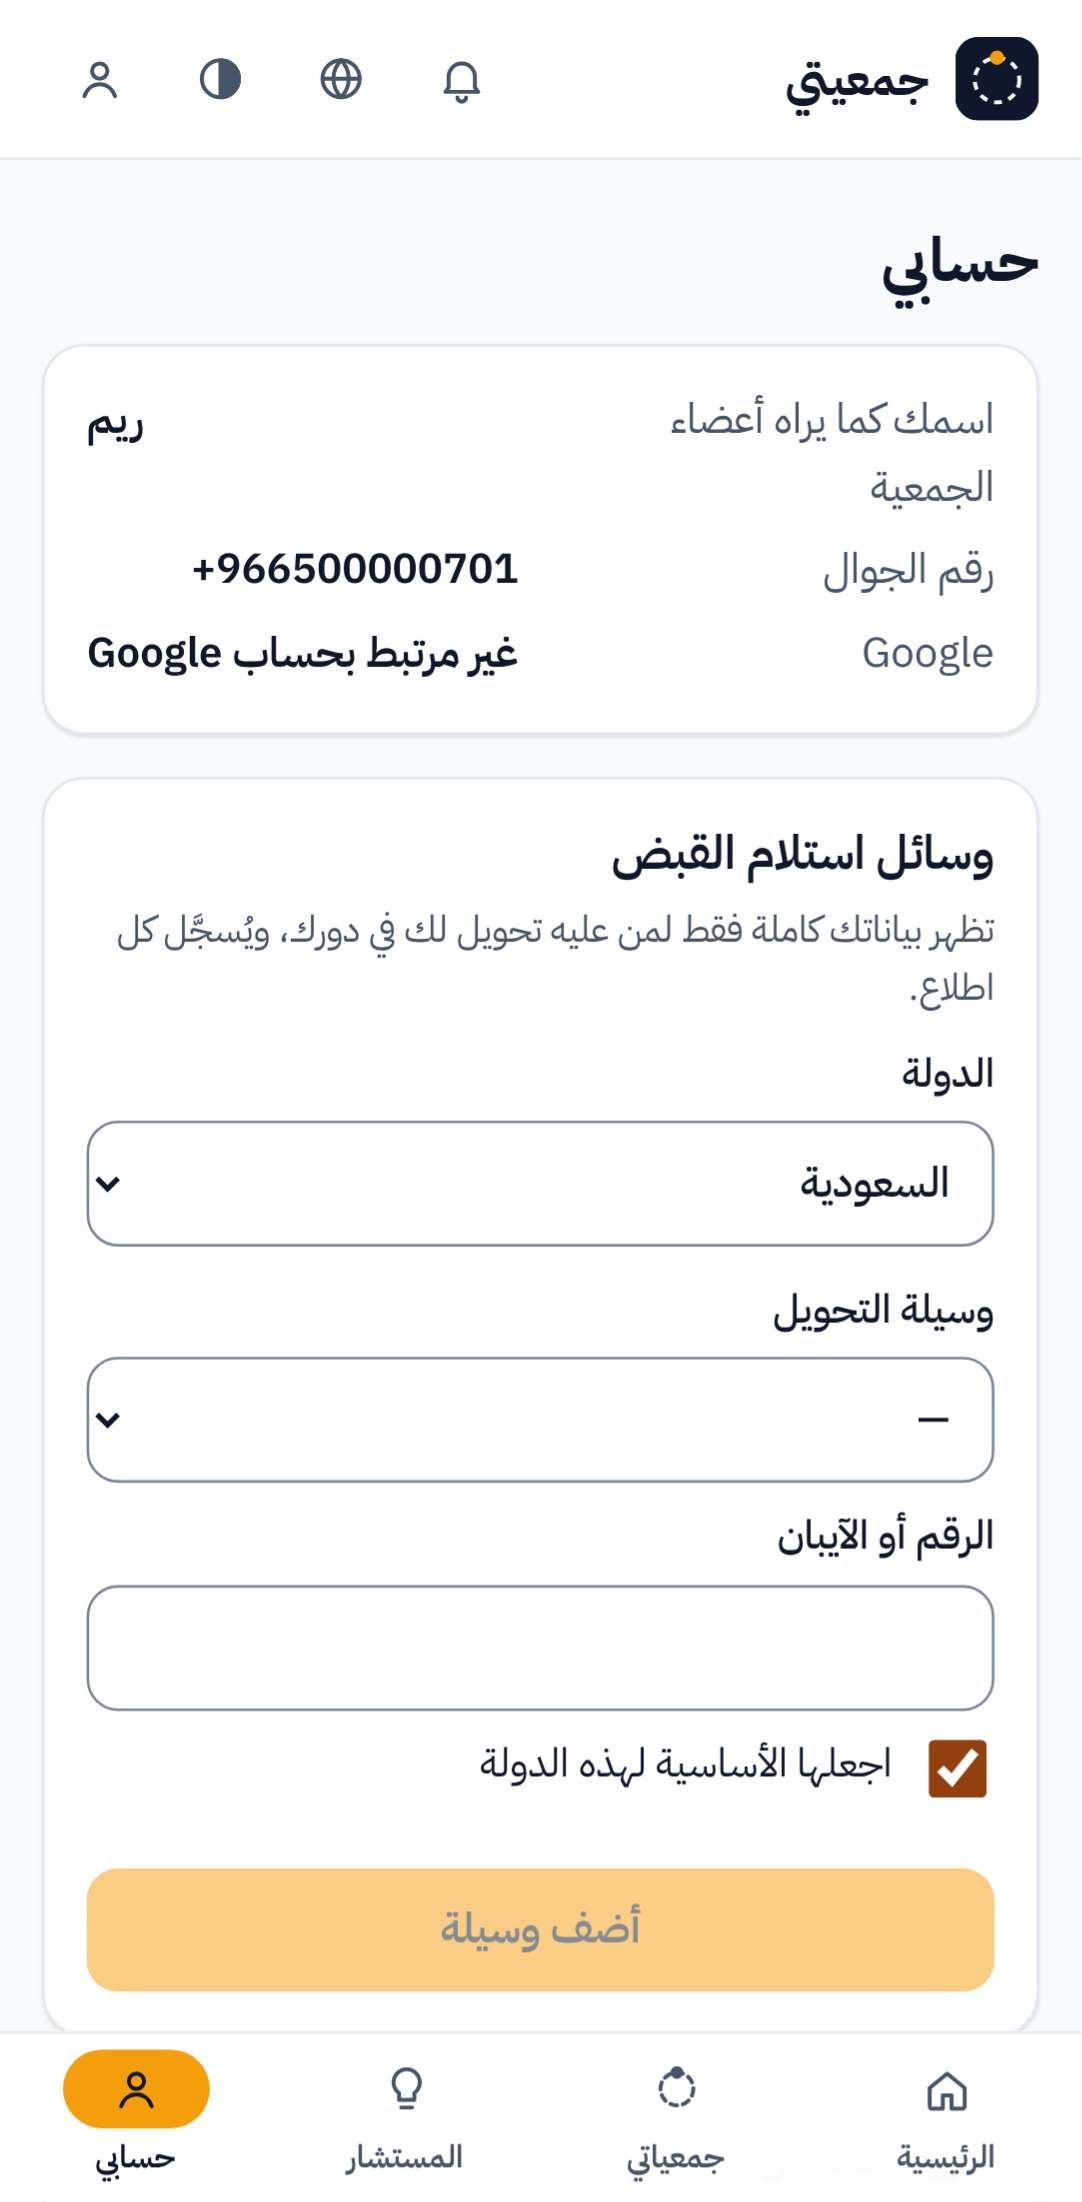 جمعيتي
حسابي
اسمك كما يراه أعضاء
الجمعية
ريم
رقم الجوال
+966500000701
Google
غير مرتبط بحساب Google
وسائل استلام القبض
تظهر بياناتك كاملة فقط لمن عليه تحويل لك في دورك، ويُسجَّل كل
اطلاع.
الدولة
السعودية
وسيلة التحويل
—
الرقم أو الآيبان
اجعلها الأساسية لهذه الدولة
أضف وسيلة
الرئيسية
جمعياتي
المستشار
حسابي